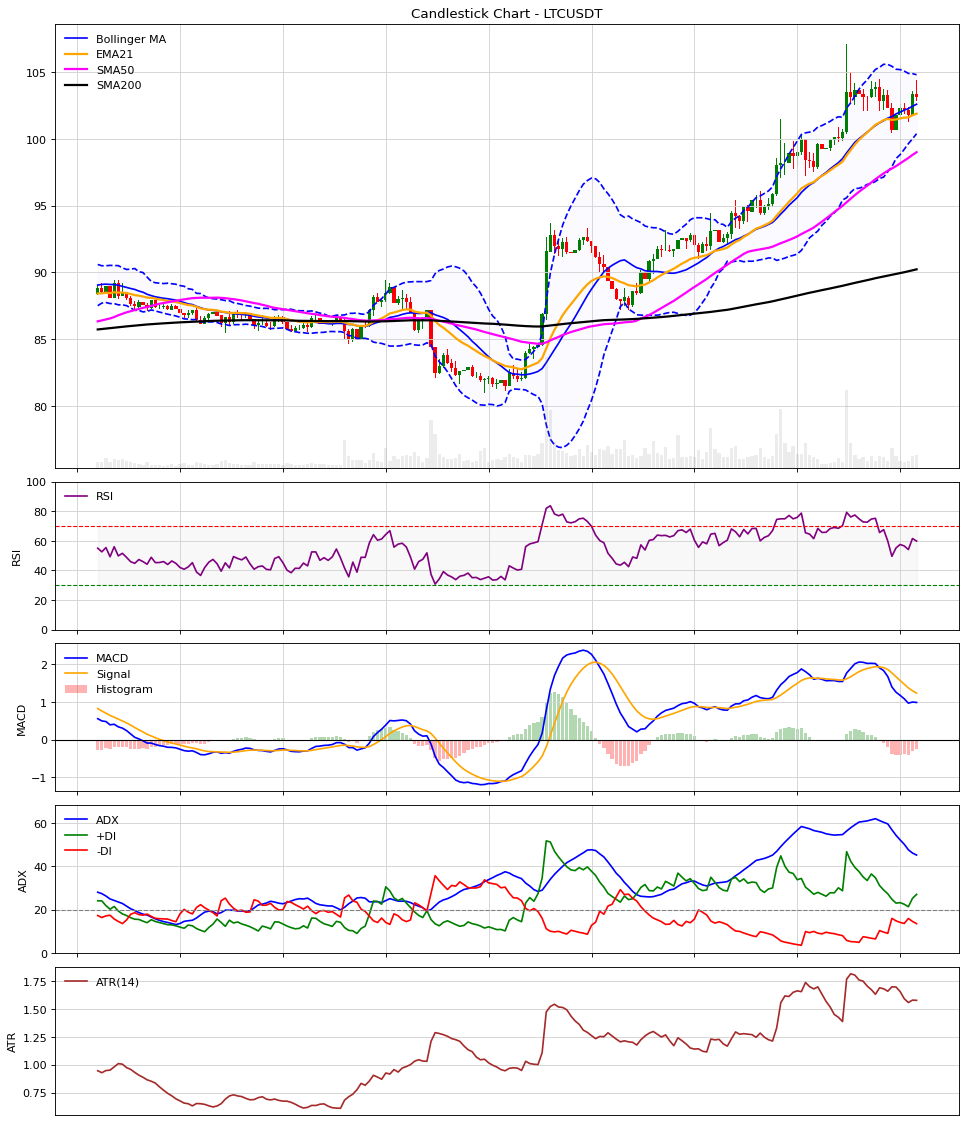 Candlestick Chart - LTCUSDT
Bollinger MA
EMA21
SMA50
SMA200
105
100
95
90
85
80
RSI
RSI
100
80
60
40
20
0
MACD
Signal
Histogram
MACD
2
1
0
−1
ADX
+DI
-DI
ADX
60
40
20
0
ATR(14)
ATR
1.75
1.50
1.25
1.00
0.75